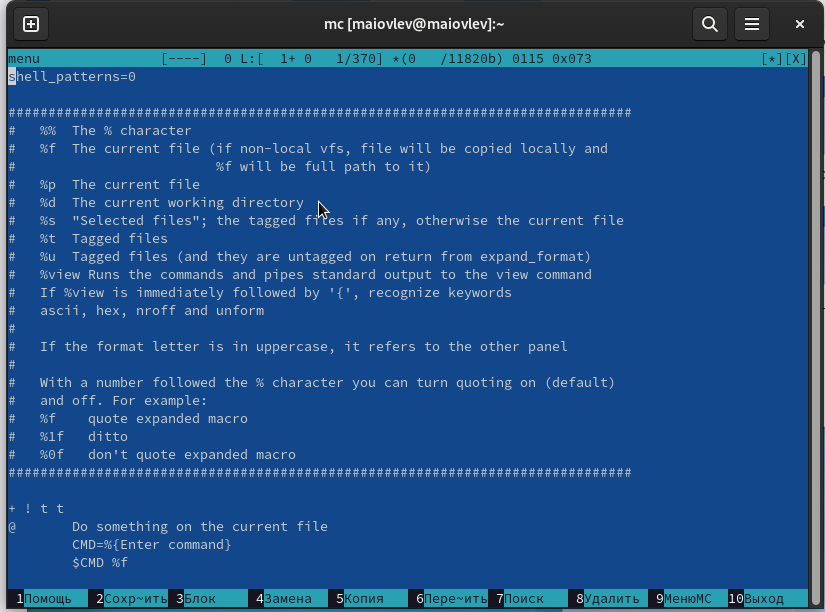 mc [maiovlev@maiovlev]:~
menu [----] 0 L:[ 1+ 0 1/370] *(0 /11820b) 0115 0x073 [*][X]
shell_patterns=0
##############################################################################
# %% The % character
# %f The current file (if non-local vfs, file will be copied locally and
# %f will be full path to it)
# %p The current file
# %d The current working directory
# %s "Selected files"; the tagged files if any, otherwise the current file
# %t Tagged files
# %u Tagged files (and they are untagged on return from expand_format)
# %view Runs the commands and pipes standard output to the view command
# If %view is immediately followed by '{', recognize keywords
# ascii, hex, nroff and unform
#
# If the format letter is in uppercase, it refers to the other panel
#
# With a number followed the % character you can turn quoting on (default)
# and off. For example:
# %f quote expanded macro
# %1f ditto
# %0f don't quote expanded macro
##############################################################################
+ ! t t
@ Do something on the current file
CMD=%{Enter command}
$CMD %f
1Помощь 2Сохр~ить 3Блок 4Замена 5Копия 6Пере~ить 7Поиск 8Удалить 9МенюMC 10Выход